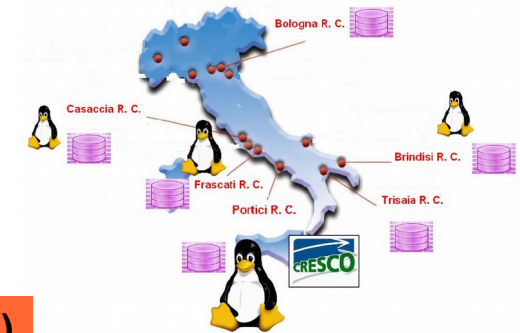 Bologna R. C.
Casaccia R. C.
Brindisi R. C.
Frascati R. C.
Trisaia R. C.
Portici R. C.
CRESCO
)